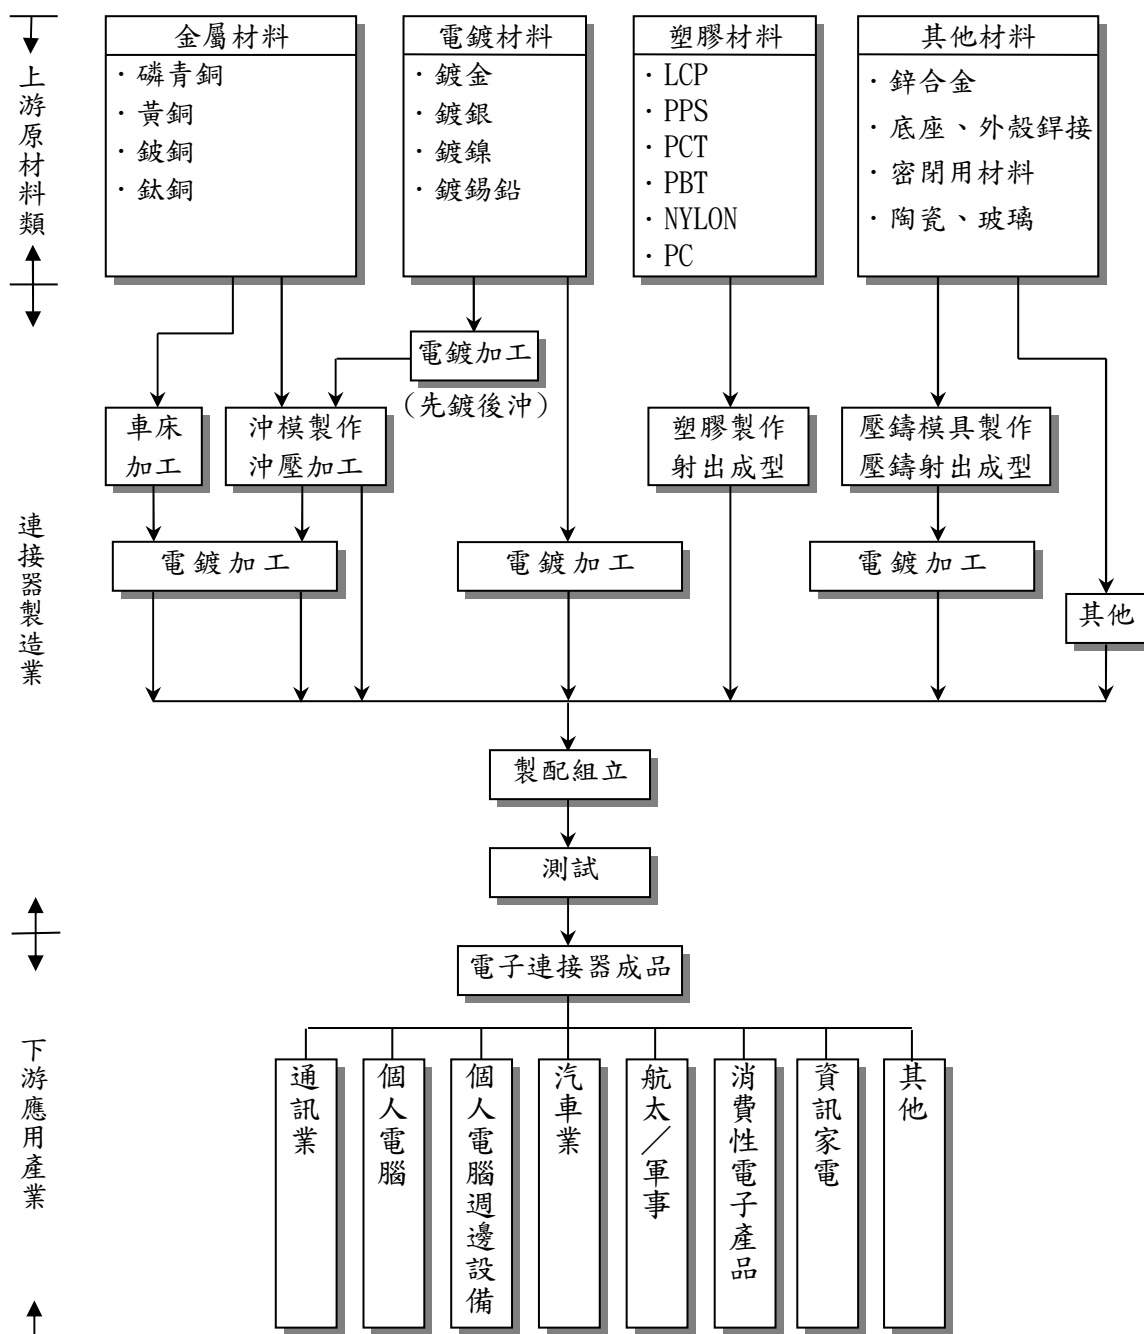 上游原材料類
金屬材料
·磷青銅
·黃銅
·鈹銅
·鈦銅
電鍍材料
·鍍金
·鍍銀
·鍍鎳
·鍍錫鉛
塑膠材料
·LCP
·PPS
·PCT
·PBT
·NYLON
·PC
其他材料
·鋅合金
·底座、外殼銲接
·密閉用材料
·陶瓷、玻璃
連接器製造業
電鍍加工
(先鍍後沖)
車床
加工
沖模製作
沖壓加工
塑膠製作
射出成型
壓鑄模具製作
壓鑄射出成型
電鍍加工
電鍍加工
電鍍加工
其他
製配組立
測試
電子連接器成品
下游應用產業
通訊業
個人電腦
個人電腦週邊設備
汽車業
航太／軍事
消費性電子產品
資訊家電
其他